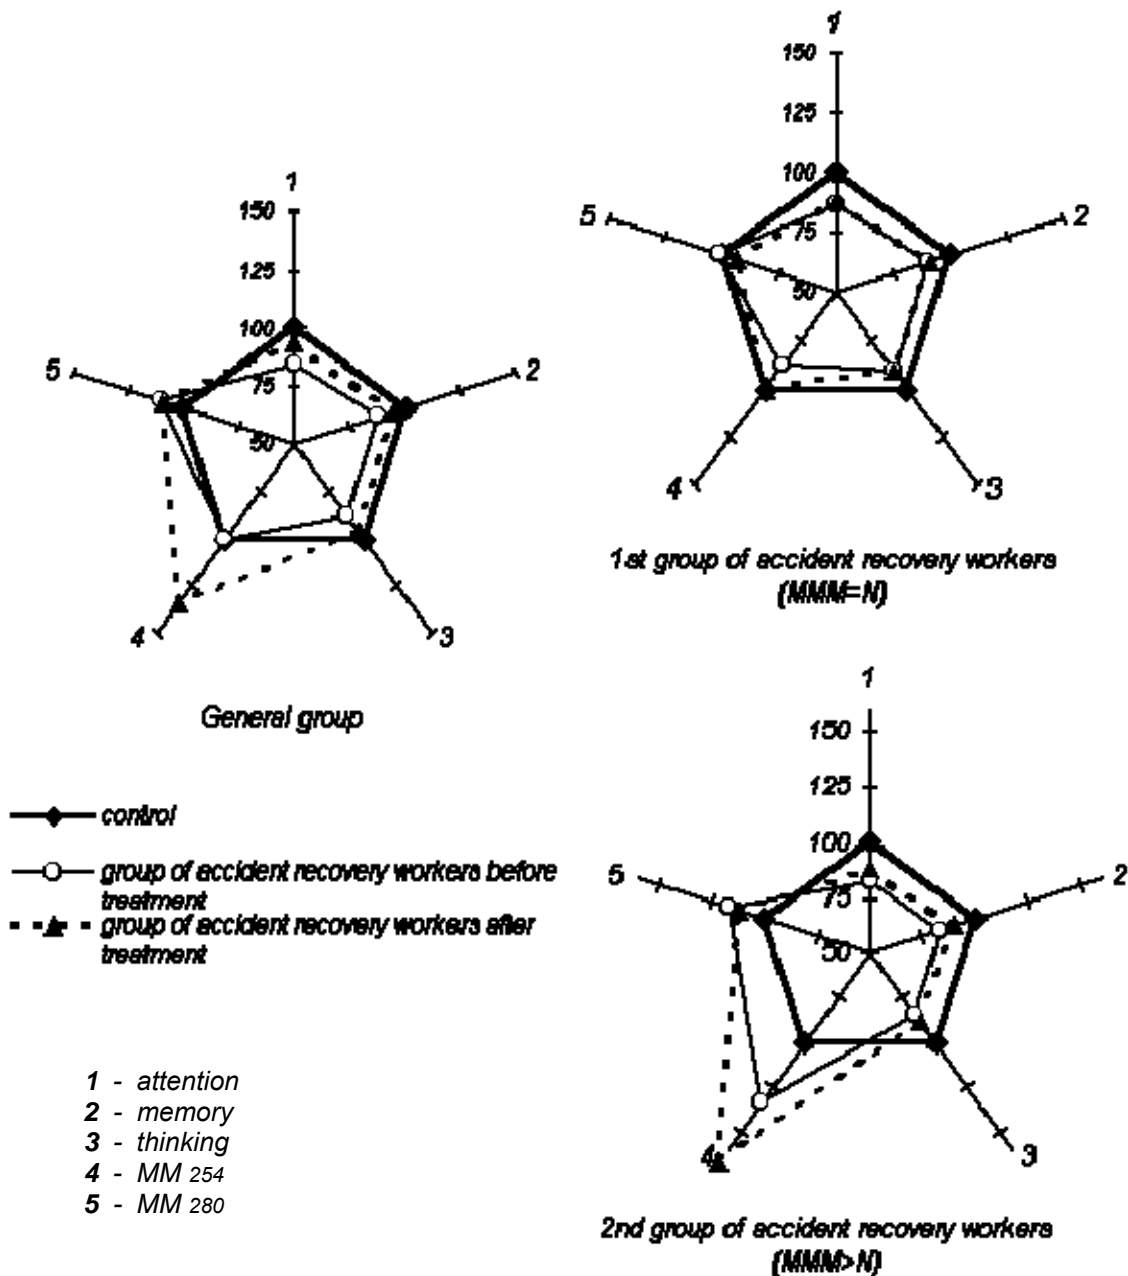 1
150
125
100
75
50
5
2
4
3
General group
1
150
125
100
75
50
5
2
4
3
1st group of accident recovery workers
(MMM=N)
control
group of accident recovery workers before
treatment
group of accident recovery workers after
treatment
1 - attention
2 - memory
3 - thinking
4 - MM 254
5 - MM 280
1
150
125
100
75
50
5
2
4
3
2nd group of accident recovery workers
(MMM>N)